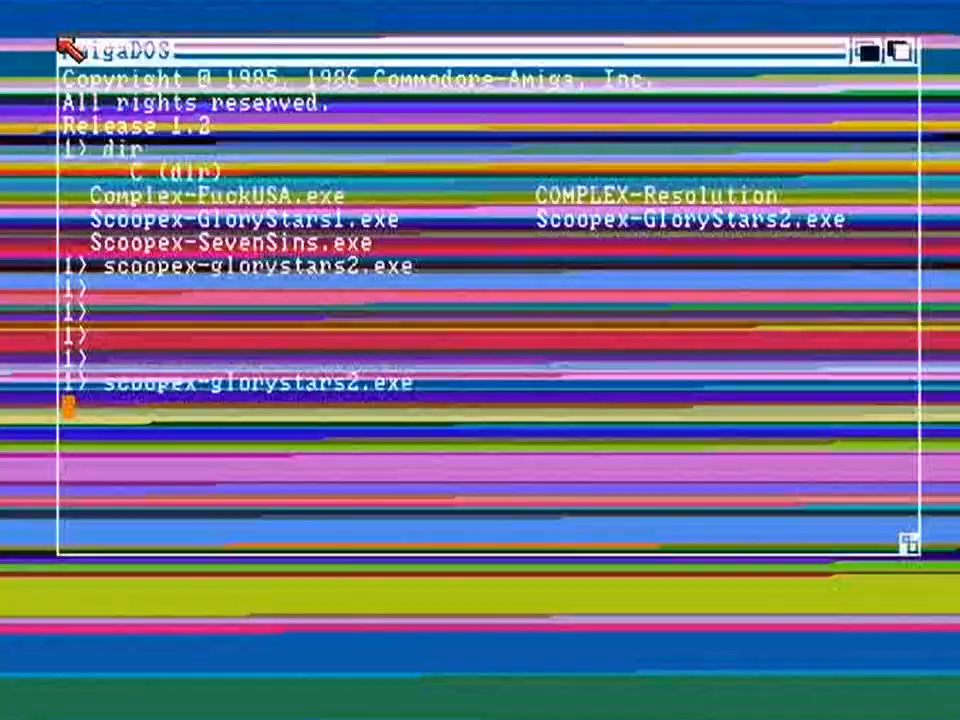 AmigaDOS
Copyright © 1985, 1986 Commodore-Amiga, Inc.
All rights reserved.
Release 1.2
1> dir
C (dir)
Complex-FuckUSA.exe COMPLEX-Resolution
Scoopex-GloryStars1.exe Scoopex-GloryStars2.exe
Scoopex-SevenSins.exe
1> scoopex-glorystars2.exe
1>
1>
1>
1>
1> scoopex-glorystars2.exe